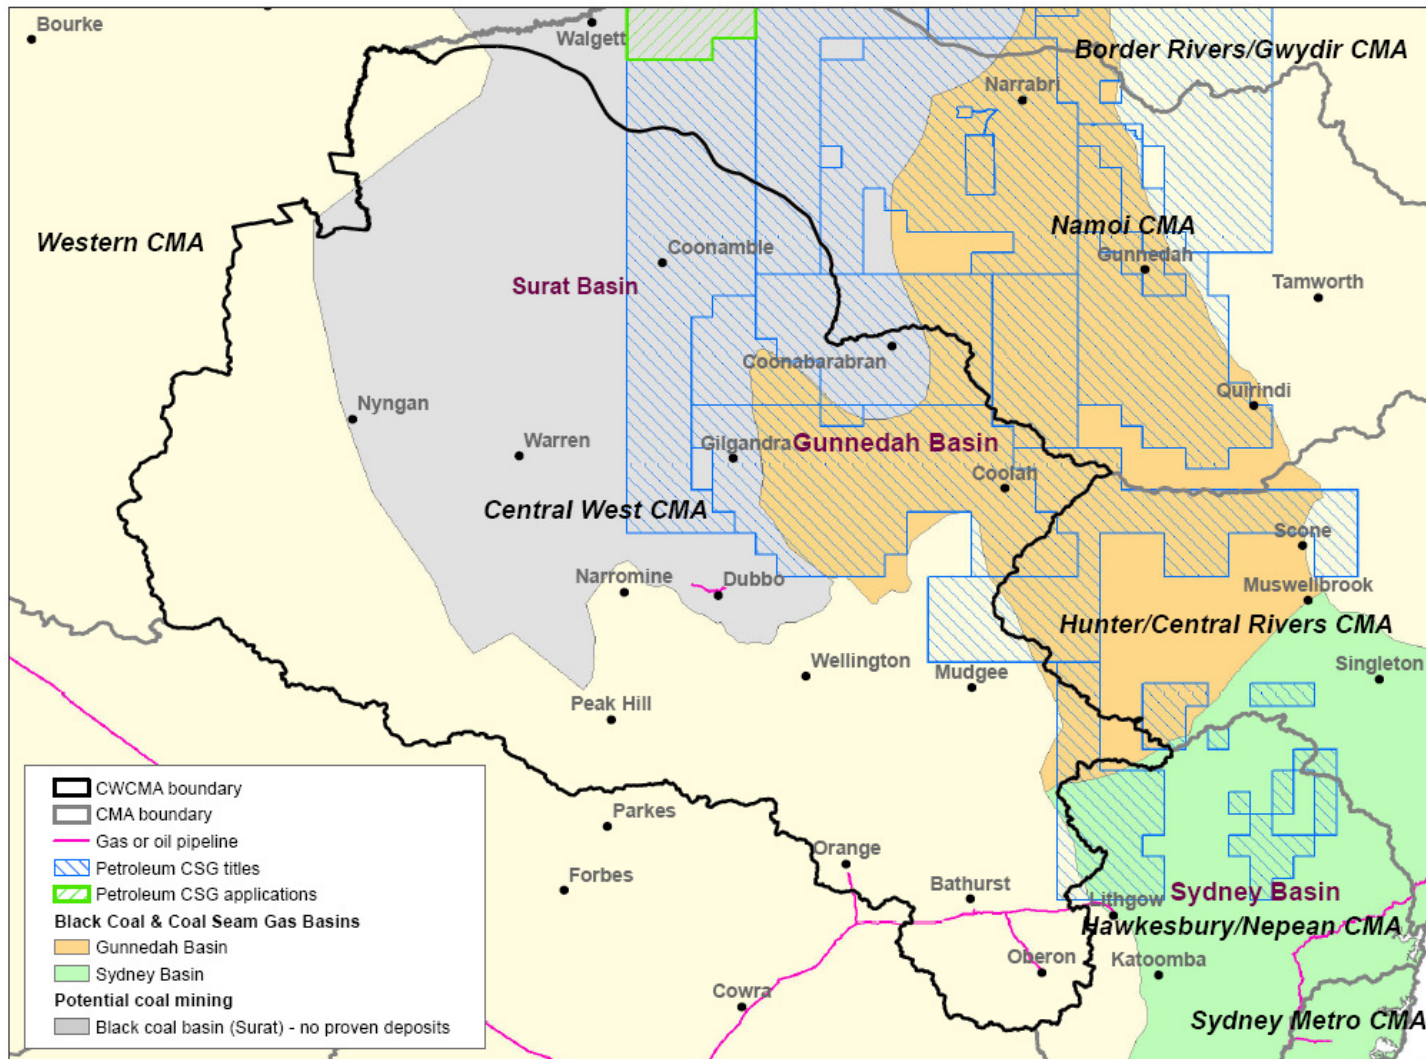 Bourke
Walgett
Border Rivers/Gwydir CMA
Narrabri
Western CMA
Namoi CMA
Coonamble
Gunnedah
Surat Basin
Tamworth
Coonabarabran
Quirindi
Nyngan
Warren
Gilgandra
Gunnedah Basin
Coolah
Central West CMA
Scone
Narromine
Dubbo
Muswellbrook
Hunter/Central Rivers CMA
Wellington
Mudgee
Singleton
Peak Hill
CWCMA boundary
CMA boundary
Gas or oil pipeline
Petroleum CSG titles
Petroleum CSG applications
Black Coal & Coal Seam Gas Basins
Gunnedah Basin
Sydney Basin
Potential coal mining
Black coal basin (Surat) - no proven deposits
Parkes
Orange
Forbes
Bathurst
Sydney Basin
Lithgow
Hawkesbury/Nepean CMA
Oberon
Katoomba
Cowra
Sydney Metro CMA